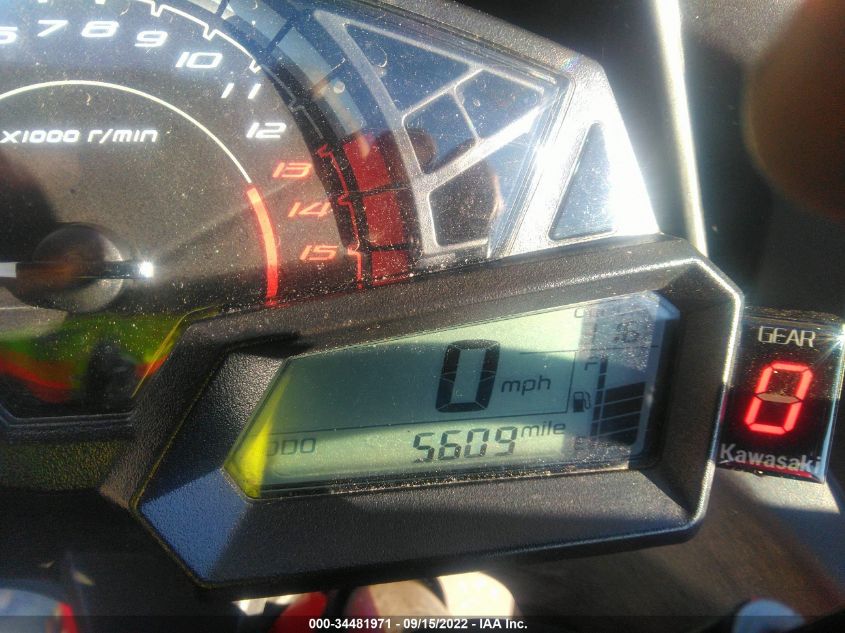 7 8 9 10 11 12 13 14 15
X1000 r/min
GEAR
0
0 mph
5609 mile
Kawasaki
000-34481971 - 09/15/2022 - IAA Inc.